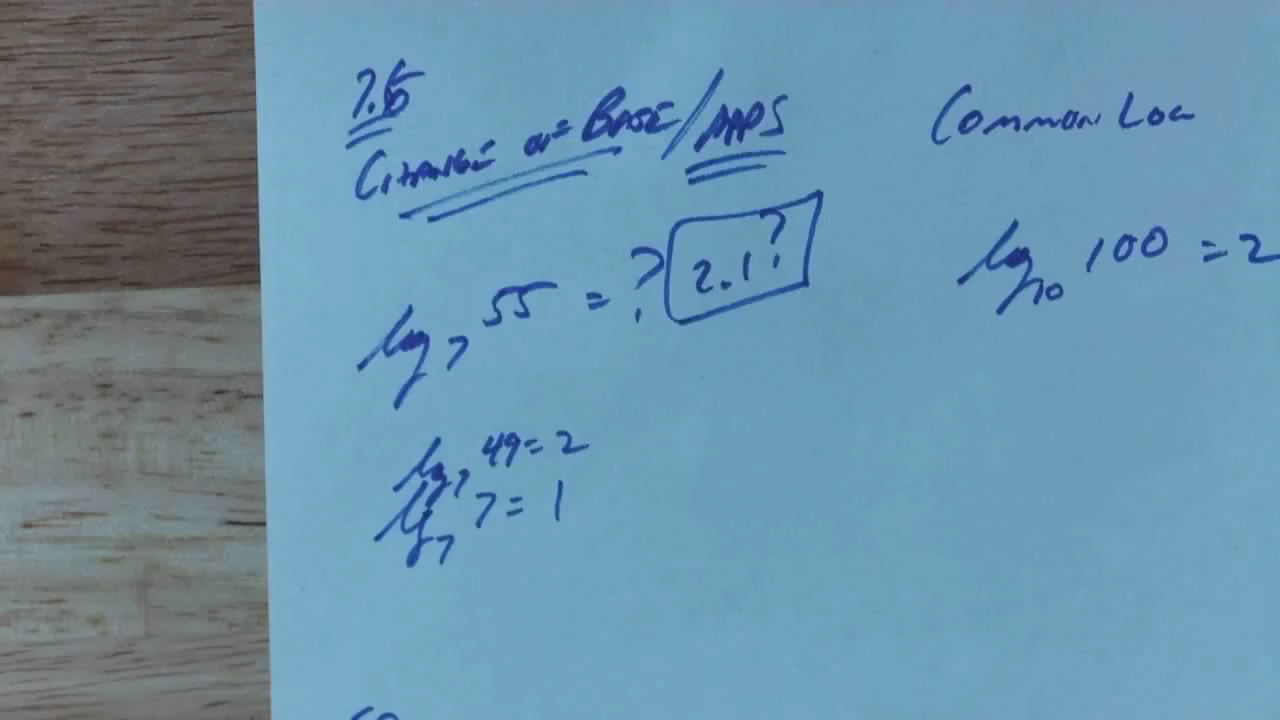 7.6
CHANGE OF BASE/APPS
log₇ 55 = ? 2.1?
log₇ 49 = 2
log₇ 7 = 1
COMMON LOG
log₁₀ 100 = 2